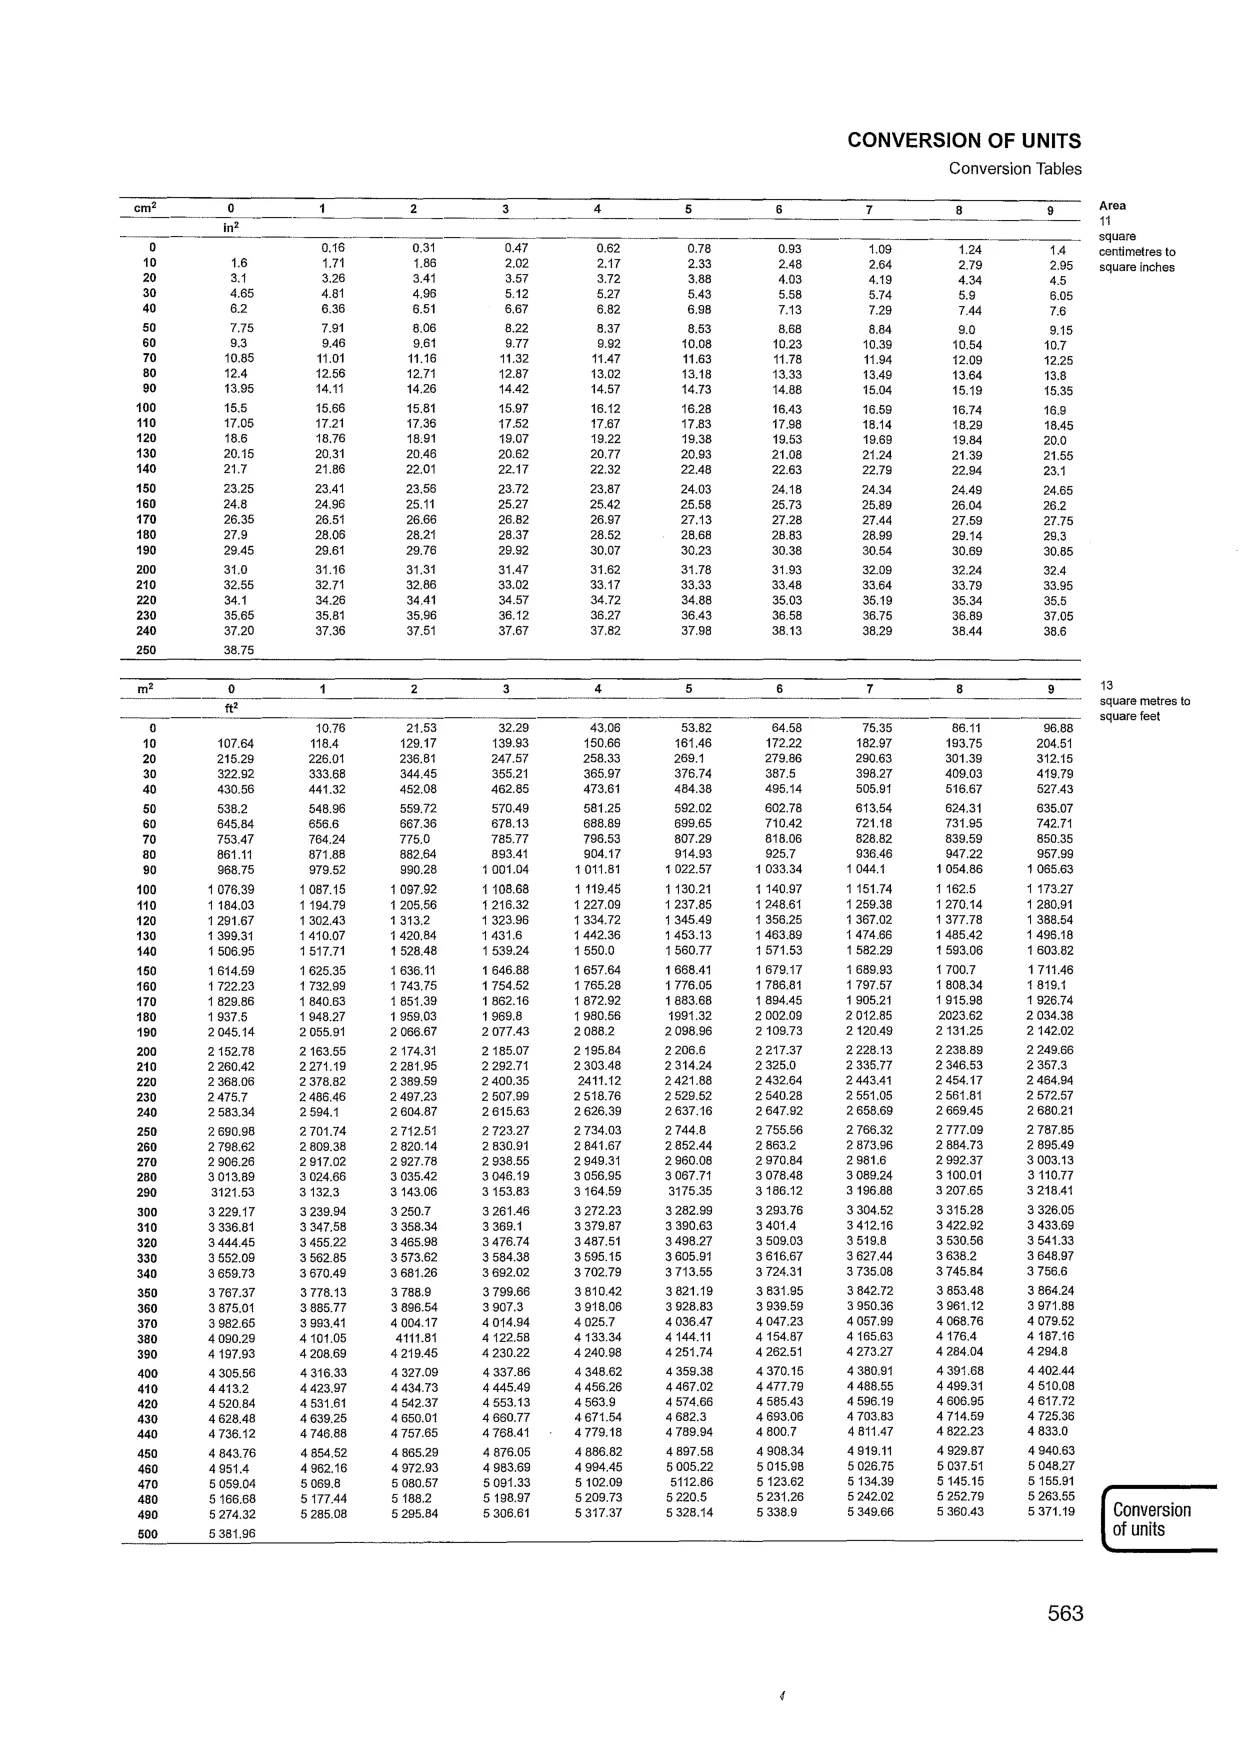 CONVERSION OF UNITS
Conversion Tables
cm² 0 1 2 3 4 5 6 7 8 9
in²
0 0.16 0.31 0.47 0.62 0.78 0.93 1.09 1.24 1.4
10 1.6 1.71 1.86 2.02 2.17 2.33 2.48 2.64 2.79 2.95
20 3.1 3.26 3.41 3.57 3.72 3.88 4.03 4.19 4.34 4.5
30 4.65 4.81 4.96 5.12 5.27 5.43 5.58 5.74 5.9 6.05
40 6.2 6.36 6.51 6.67 6.82 6.98 7.13 7.29 7.44 7.6
50 7.75 7.91 8.06 8.22 8.37 8.53 8.68 8.84 9.0 9.15
60 9.3 9.46 9.61 9.77 9.92 10.08 10.23 10.39 10.54 10.7
70 10.85 11.01 11.16 11.32 11.47 11.63 11.78 11.94 12.09 12.25
80 12.4 12.56 12.71 12.87 13.02 13.18 13.33 13.49 13.64 13.8
90 13.95 14.11 14.26 14.42 14.57 14.73 14.88 15.04 15.19 15.35
100 15.5 15.66 15.81 15.97 16.12 16.28 16.43 16.59 16.74 16.9
110 17.05 17.21 17.36 17.52 17.67 17.83 17.98 18.14 18.29 18.45
120 18.6 18.76 18.91 19.07 19.22 19.38 19.53 19.69 19.84 20.0
130 20.15 20.31 20.46 20.62 20.77 20.93 21.08 21.24 21.39 21.55
140 21.7 21.86 22.01 22.17 22.32 22.48 22.63 22.79 22.94 23.1
150 23.25 23.41 23.56 23.72 23.87 24.03 24.18 24.34 24.49 24.65
160 24.8 24.96 25.11 25.27 25.42 25.58 25.73 25.89 26.04 26.2
170 26.35 26.51 26.66 26.82 26.97 27.13 27.28 27.44 27.59 27.75
180 27.9 28.06 28.21 28.37 28.52 28.68 28.83 28.99 29.14 29.3
190 29.45 29.61 29.76 29.92 30.07 30.23 30.38 30.54 30.69 30.85
200 31.0 31.16 31.31 31.47 31.62 31.78 31.93 32.09 32.24 32.4
210 32.55 32.71 32.86 33.02 33.17 33.33 33.48 33.64 33.79 33.95
220 34.1 34.26 34.41 34.57 34.72 34.88 35.03 35.19 35.34 35.5
230 35.65 35.81 35.96 36.12 36.27 36.43 36.58 36.75 36.89 37.05
240 37.20 37.36 37.51 37.67 37.82 37.98 38.13 38.29 38.44 38.6
250 38.75
Area
11
square
centimetres to
square inches
m² 0 1 2 3 4 5 6 7 8 9
ft²
0 10.76 21.53 32.29 43.06 53.82 64.58 75.35 86.11 96.88
10 107.64 118.4 129.17 139.93 150.66 161.46 172.22 182.97 193.75 204.51
20 215.29 226.01 236.81 247.57 258.33 269.1 279.86 290.63 301.39 312.15
30 322.92 333.68 344.45 355.21 365.97 376.74 387.5 398.27 409.03 419.79
40 430.56 441.32 452.08 462.85 473.61 484.38 495.14 505.91 516.67 527.43
50 538.2 548.96 559.72 570.49 581.25 592.02 602.78 613.54 624.31 635.07
60 645.84 656.6 667.36 678.13 688.89 699.65 710.42 721.18 731.95 742.71
70 753.47 764.24 775.0 785.77 796.53 807.29 818.06 828.82 839.59 850.35
80 861.11 871.88 882.64 893.41 904.17 914.93 925.7 936.46 947.22 957.99
90 968.75 979.52 990.28 1 001.04 1 011.81 1 022.57 1 033.34 1 044.1 1 054.86 1 065.63
100 1 076.39 1 087.15 1 097.92 1 108.68 1 119.45 1 130.21 1 140.97 1 151.74 1 162.5 1 173.27
110 1 184.03 1 194.79 1 205.56 1 216.32 1 227.09 1 237.85 1 248.61 1 259.38 1 270.14 1 280.91
120 1 291.67 1 302.43 1 313.2 1 323.96 1 334.72 1 345.49 1 356.25 1 367.02 1 377.78 1 388.54
130 1 399.31 1 410.07 1 420.84 1 431.6 1 442.36 1 453.13 1 463.89 1 474.66 1 485.42 1 496.18
140 1 506.95 1 517.71 1 528.48 1 539.24 1 550.0 1 560.77 1 571.53 1 582.29 1 593.06 1 603.82
150 1 614.59 1 625.35 1 636.11 1 646.88 1 657.64 1 668.41 1 679.17 1 689.93 1 700.7 1 711.46
160 1 722.23 1 732.99 1 743.75 1 754.52 1 765.28 1 776.05 1 786.81 1 797.57 1 808.34 1 819.1
170 1 829.86 1 840.63 1 851.39 1 862.16 1 872.92 1 883.68 1 894.45 1 905.21 1 915.98 1 926.74
180 1 937.5 1 948.27 1 959.03 1 969.8 1 980.56 1991.32 2 002.09 2 012.85 2023.62 2 034.38
190 2 045.14 2 055.91 2 066.67 2 077.43 2 088.2 2 098.96 2 109.73 2 120.49 2 131.25 2 142.02
200 2 152.78 2 163.55 2 174.31 2 185.07 2 195.84 2 206.6 2 217.37 2 228.13 2 238.89 2 249.66
210 2 260.42 2 271.19 2 281.95 2 292.71 2 303.48 2 314.24 2 325.0 2 335.77 2 346.53 2 357.3
220 2 368.06 2 378.82 2 389.59 2 400.35 2411.12 2 421.88 2 432.64 2 443.41 2 454.17 2 464.94
230 2 475.7 2 486.46 2 497.23 2 507.99 2 518.76 2 529.52 2 540.28 2 551.05 2 561.81 2 572.57
240 2 583.34 2 594.1 2 604.87 2 615.63 2 626.39 2 637.16 2 647.92 2 658.69 2 669.45 2 680.21
250 2 690.98 2 701.74 2 712.51 2 723.27 2 734.03 2 744.8 2 755.56 2 766.32 2 777.09 2 787.85
260 2 798.62 2 809.38 2 820.14 2 830.91 2 841.67 2 852.44 2 863.2 2 873.96 2 884.73 2 895.49
270 2 906.26 2 917.02 2 927.78 2 938.55 2 949.31 2 960.08 2 970.84 2 981.6 2 992.37 3 003.13
280 3 013.89 3 024.66 3 035.42 3 046.19 3 056.95 3 067.71 3 078.48 3 089.24 3 100.01 3 110.77
290 3121.53 3 132.3 3 143.06 3 153.83 3 164.59 3175.35 3 186.12 3 196.88 3 207.65 3 218.41
300 3 229.17 3 239.94 3 250.7 3 261.46 3 272.23 3 282.99 3 293.76 3 304.52 3 315.28 3 326.05
310 3 336.81 3 347.58 3 358.34 3 369.1 3 379.87 3 390.63 3 401.4 3 412.16 3 422.92 3 433.69
320 3 444.45 3 455.22 3 465.98 3 476.74 3 487.51 3 498.27 3 509.03 3 519.8 3 530.56 3 541.33
330 3 552.09 3 562.85 3 573.62 3 584.38 3 595.15 3 605.91 3 616.67 3 627.44 3 638.2 3 648.97
340 3 659.73 3 670.49 3 681.26 3 692.02 3 702.79 3 713.55 3 724.31 3 735.08 3 745.84 3 756.6
350 3 767.37 3 778.13 3 788.9 3 799.66 3 810.42 3 821.19 3 831.95 3 842.72 3 853.48 3 864.24
360 3 875.01 3 885.77 3 896.54 3 907.3 3 918.06 3 928.83 3 939.59 3 950.36 3 961.12 3 971.88
370 3 982.65 3 993.41 4 004.17 4 014.94 4 025.7 4 036.47 4 047.23 4 057.99 4 068.76 4 079.52
380 4 090.29 4 101.05 4111.81 4 122.58 4 133.34 4 144.11 4 154.87 4 165.63 4 176.4 4 187.16
390 4 197.93 4 208.69 4 219.45 4 230.22 4 240.98 4 251.74 4 262.51 4 273.27 4 284.04 4 294.8
400 4 305.56 4 316.33 4 327.09 4 337.86 4 348.62 4 359.38 4 370.15 4 380.91 4 391.68 4 402.44
410 4 413.2 4 423.97 4 434.73 4 445.49 4 456.26 4 467.02 4 477.79 4 488.55 4 499.31 4 510.08
420 4 520.84 4 531.61 4 542.37 4 553.13 4 563.9 4 574.66 4 585.43 4 596.19 4 606.95 4 617.72
430 4 628.48 4 639.25 4 650.01 4 660.77 4 671.54 4 682.3 4 693.06 4 703.83 4 714.59 4 725.36
440 4 736.12 4 746.88 4 757.65 4 768.41 4 779.18 4 789.94 4 800.7 4 811.47 4 822.23 4 833.0
450 4 843.76 4 854.52 4 865.29 4 876.05 4 886.82 4 897.58 4 908.34 4 919.11 4 929.87 4 940.63
460 4 951.4 4 962.16 4 972.93 4 983.69 4 994.45 5 005.22 5 015.98 5 026.75 5 037.51 5 048.27
470 5 059.04 5 069.8 5 080.57 5 091.33 5 102.09 5112.86 5 123.62 5 134.39 5 145.15 5 155.91
480 5 166.68 5 177.44 5 188.2 5 198.97 5 209.73 5 220.5 5 231.26 5 242.02 5 252.79 5 263.55
490 5 274.32 5 285.08 5 295.84 5 306.61 5 317.37 5 328.14 5 338.9 5 349.66 5 360.43 5 371.19
500 5 381.96
13
square metres to
square feet
Conversion
of units
563